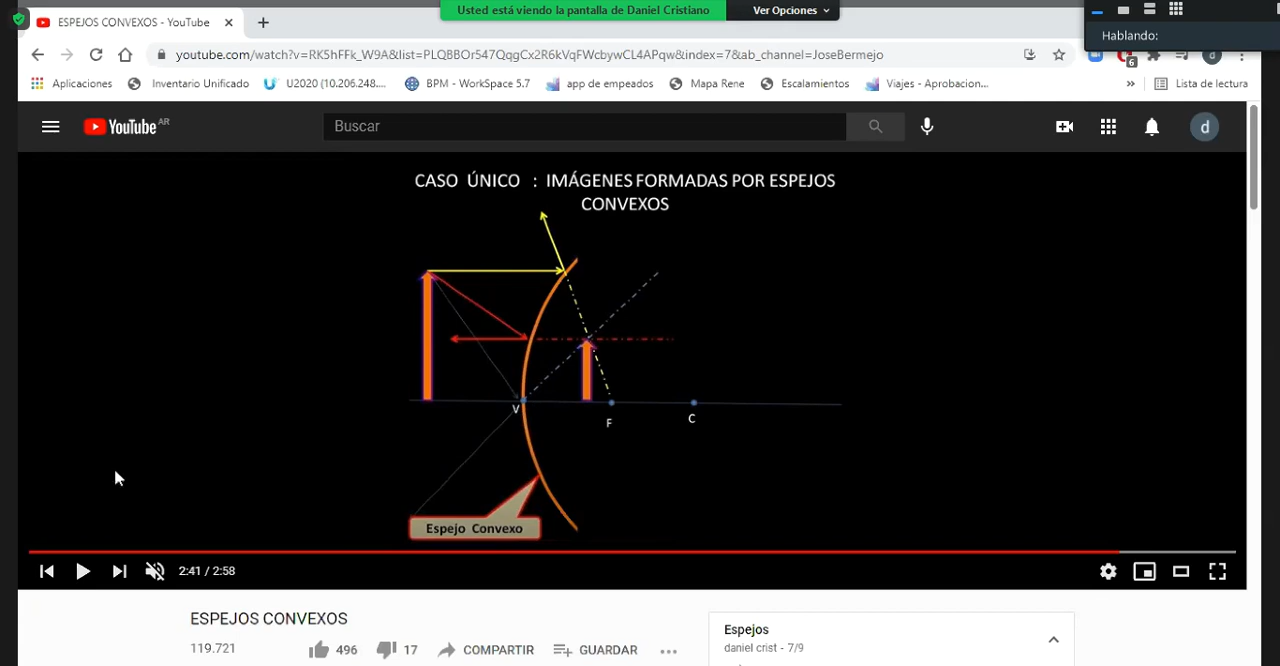 Usted está viendo la pantalla de Daniel Cristiano
Ver Opciones
ESPEJOS CONVEXOS - YouTube
Hablando:
youtube.com/watch?v=RK5hFFk_W9A&list=PLQBBOr547QqgCx2R6kVqFWcbywCL4APqw&index=7&ab_channel=JoseBermejo
6
Aplicaciones
Inventario Unificado
U2020 (10.206.248....
BPM - WorkSpace 5.7
app de empeados
Mapa Rene
Escalamientos
Viajes - Aprobacion...
»
Lista de lectura
YouTube AR
Buscar
d
CASO ÚNICO : IMÁGENES FORMADAS POR ESPEJOS
CONVEXOS
V
F
C
Espejo Convexo
2:41 / 2:58
ESPEJOS CONVEXOS
119.721
496
17
COMPARTIR
GUARDAR
Espejos
daniel crist - 7/9